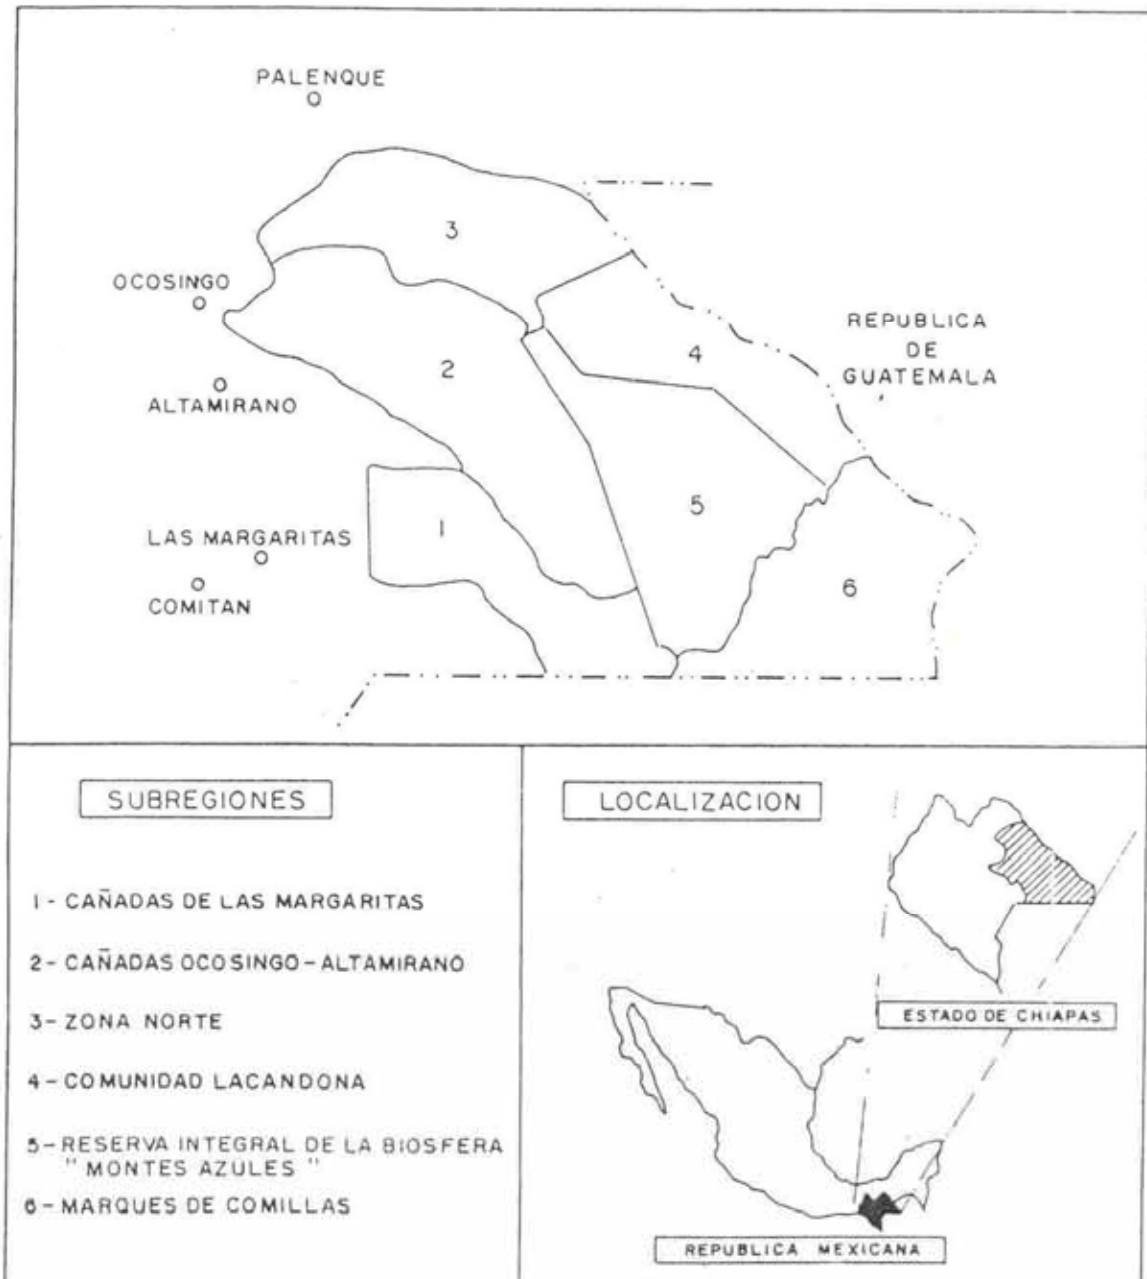 PALENQUE
3
OCOSINGO
REPUBLICA
DE
GUATEMALA
4
2
ALTAMIRANO
5
1
LAS MARGARITAS
6
COMITAN
SUBREGIONES
1 - CAÑADAS DE LAS MARGARITAS
2 - CAÑADAS OCOSINGO - ALTAMIRANO
3 - ZONA NORTE
4 - COMUNIDAD LACANDONA
5 - RESERVA INTEGRAL DE LA BIOSFERA
" MONTES AZULES "
6 - MARQUES DE COMILLAS
LOCALIZACION
ESTADO DE CHIAPAS
REPUBLICA MEXICANA